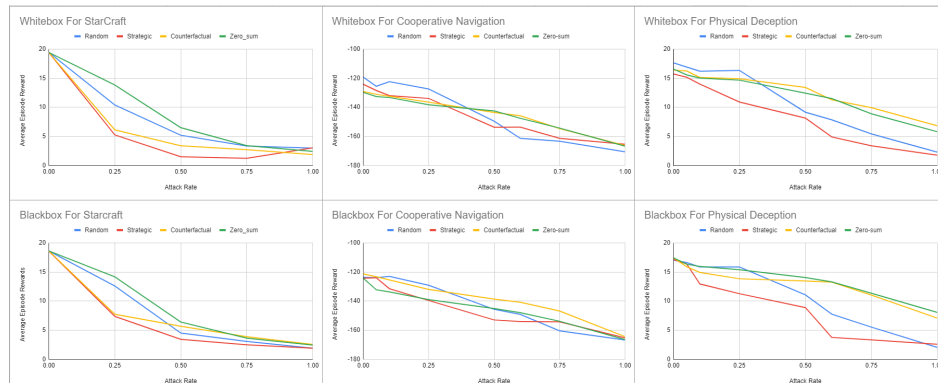 Whitebox For StarCraft
Random Strategic Counterfactual Zero_sum
Average Episode Reward
20
15
10
5
0
0.00 0.25 0.50 0.75 1.00
Attack Rate
Whitebox For Cooperative Navigation
Random Strategic Counterfactual Zero-sum
Average Episode Reward
-100
-120
-140
-160
-180
0.00 0.25 0.50 0.75 1.00
Attack Rate
Whitebox For Physical Deception
Random Strategic Counterfactual Zero-sum
Average Episode Reward
20
15
10
5
0
0.00 0.25 0.50 0.75 1.00
Attack Rate
Blackbox For Starcraft
Random Strategic Counterfactual Zero_sum
Average Episode Rewards
20
15
10
5
0
0.00 0.25 0.50 0.75 1.00
Attack Rate
Blackbox For Cooperative Navigation
Random Strategic Counterfactual Zero-sum
Average Episode Reward
-100
-120
-140
-160
-180
0.00 0.25 0.50 0.75 1.00
Attack Rate
Blackbox For Physical Deception
Random Strategic Counterfactual Zero-sum
Average Episode Reward
20
15
10
5
0
0.00 0.25 0.50 0.75 1.00
Attack Rate